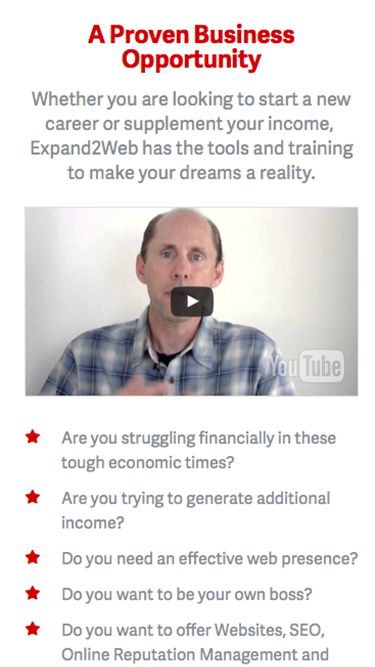 A Proven Business
Opportunity
Whether you are looking to start a new
career or supplement your income,
Expand2Web has the tools and training
to make your dreams a reality.
YouTube
Are you struggling financially in these
tough economic times?
Are you trying to generate additional
income?
Do you need an effective web presence?
Do you want to be your own boss?
Do you want to offer Websites, SEO,
Online Reputation Management and